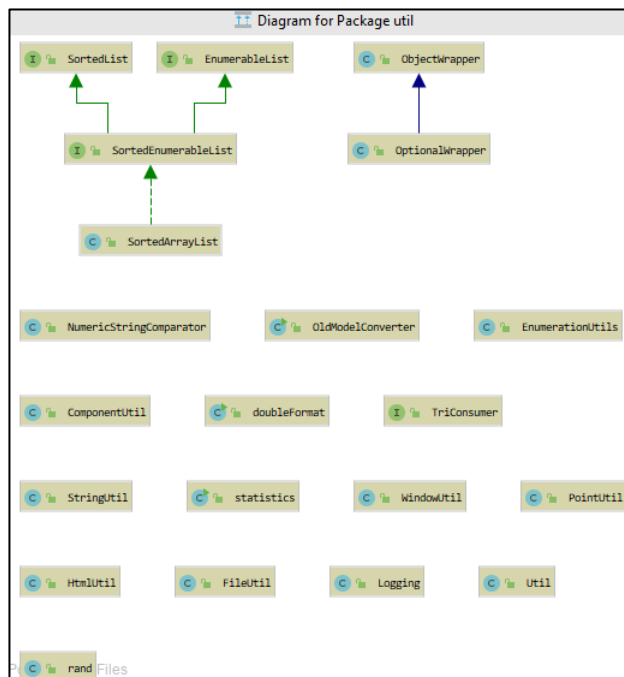 Diagram for Package util
I SortedList I EnumerableList C ObjectWrapper
I SortedEnumerableList C OptionalWrapper
C SortedArrayList
C NumericStringComparator C OldModelConverter C EnumerationUtils
C ComponentUtil C doubleFormat I TriConsumer
C StringUtil C statistics C WindowUtil C PointUtil
C HtmlUtil C FileUtil C Logging C Util
C rand
Files